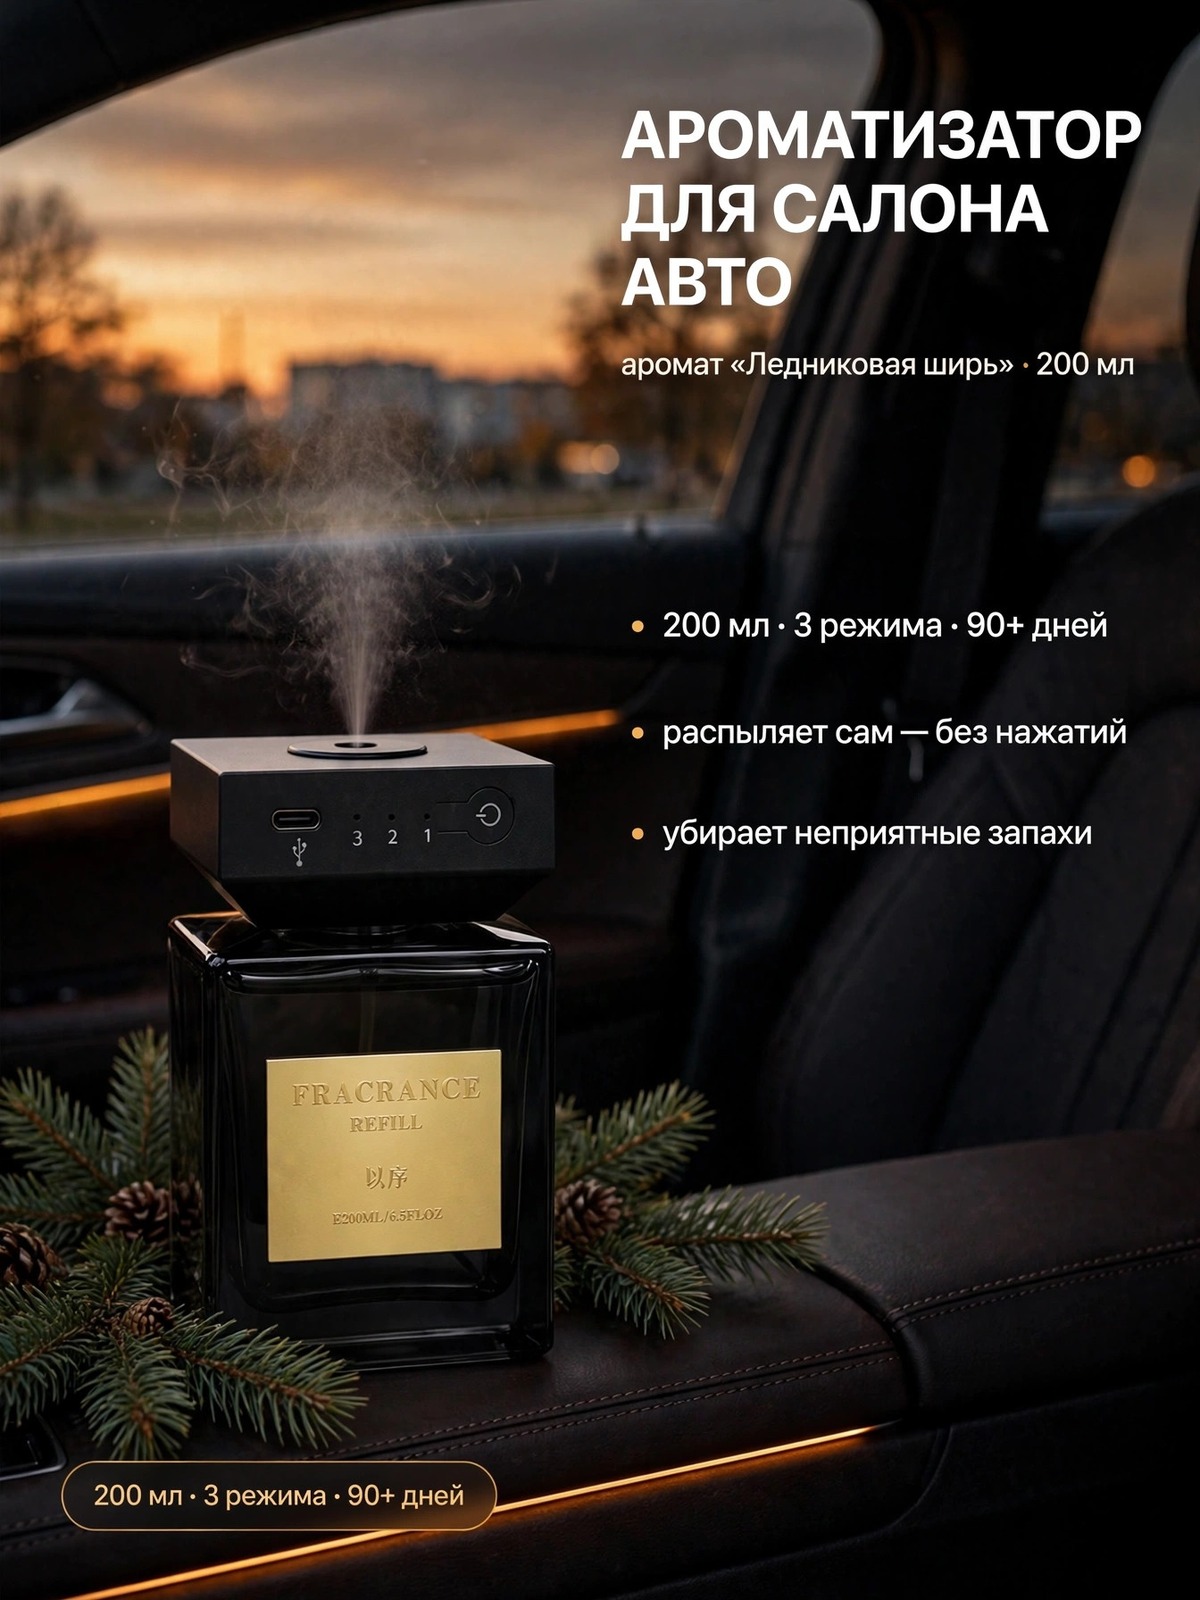 АРОМАТИЗАТОР
ДЛЯ САЛОНА
АВТО
аромат «Ледниковая ширь» · 200 мл
• 200 мл · 3 режима · 90+ дней
• распыляет сам — без нажатий
• убирает неприятные запахи
3 2 1
FRACRANCE
REFILL
以序
E200ML/6.5FLOZ
200 мл · 3 режима · 90+ дней